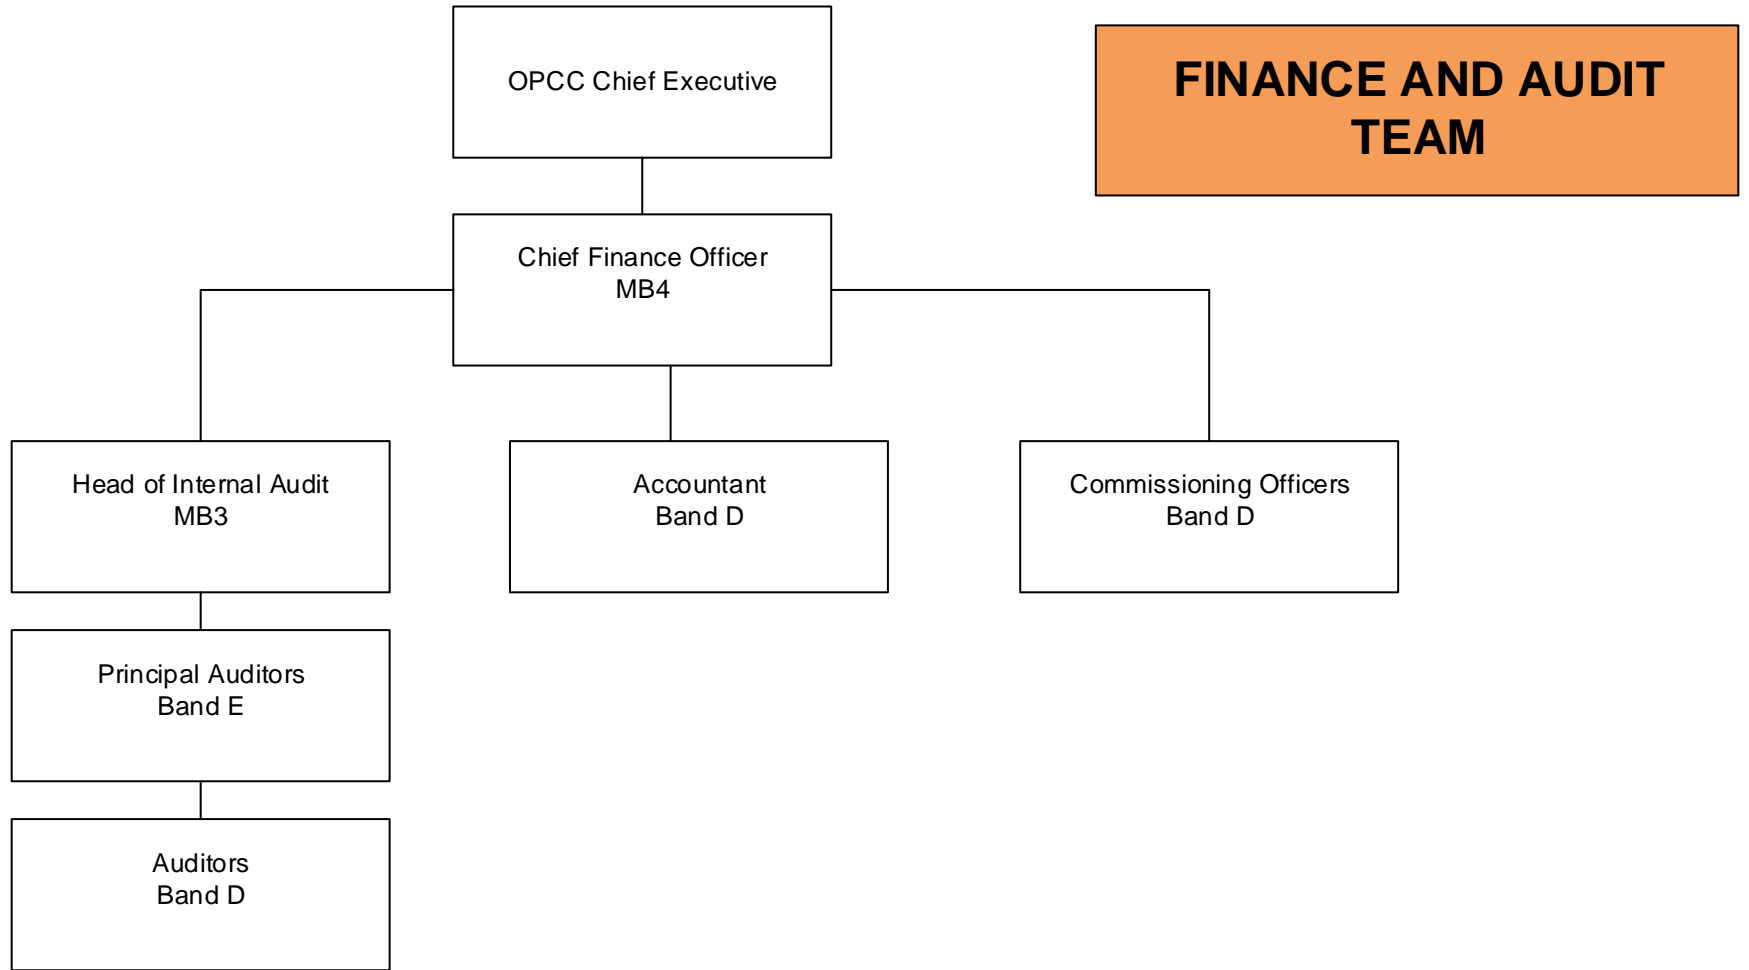 OPCC Chief Executive
FINANCE AND AUDIT
TEAM
Chief Finance Officer
MB4
Head of Internal Audit
MB3
Accountant
Band D
Commissioning Officers
Band D
Principal Auditors
Band E
Auditors
Band D